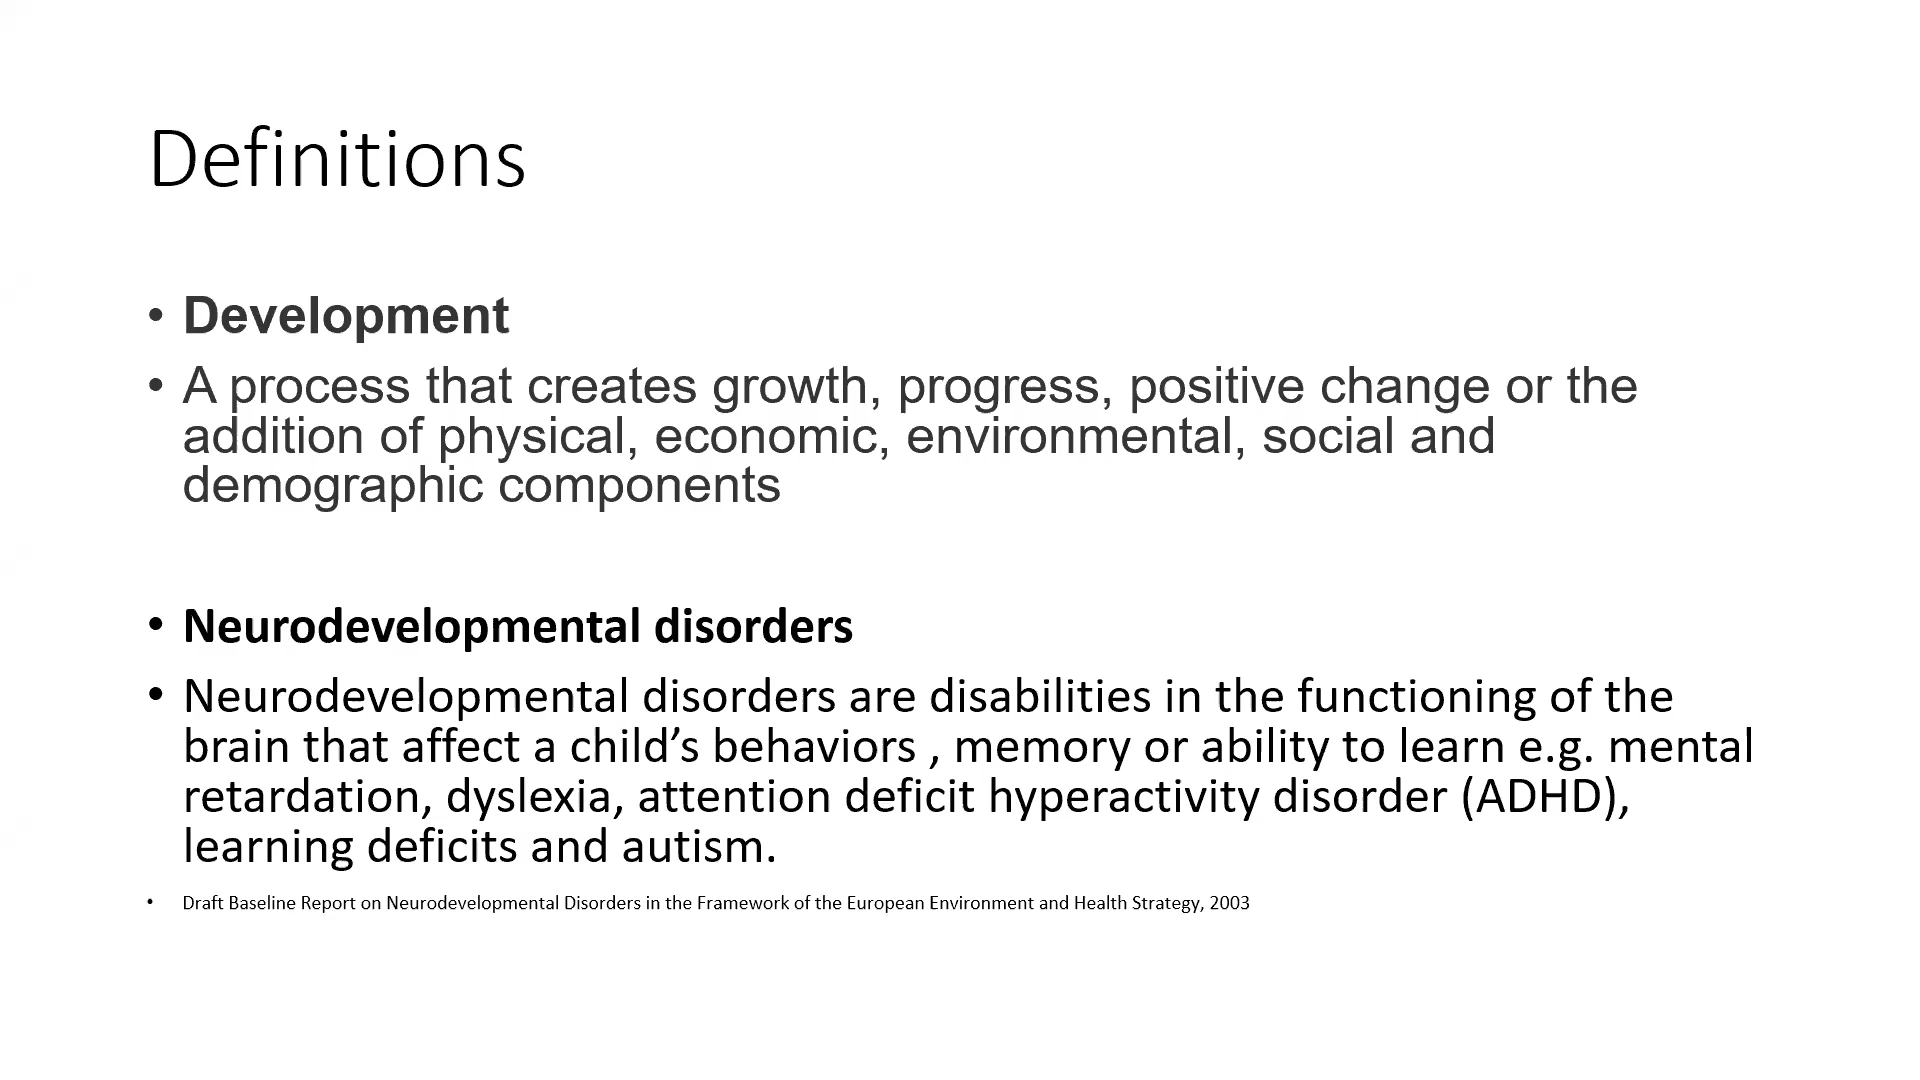 Definitions
• Development
• A process that creates growth, progress, positive change or the
addition of physical, economic, environmental, social and
demographic components
• Neurodevelopmental disorders
• Neurodevelopmental disorders are disabilities in the functioning of the
brain that affect a child’s behaviors , memory or ability to learn e.g. mental
retardation, dyslexia, attention deficit hyperactivity disorder (ADHD),
learning deficits and autism.
• Draft Baseline Report on Neurodevelopmental Disorders in the Framework of the European Environment and Health Strategy, 2003